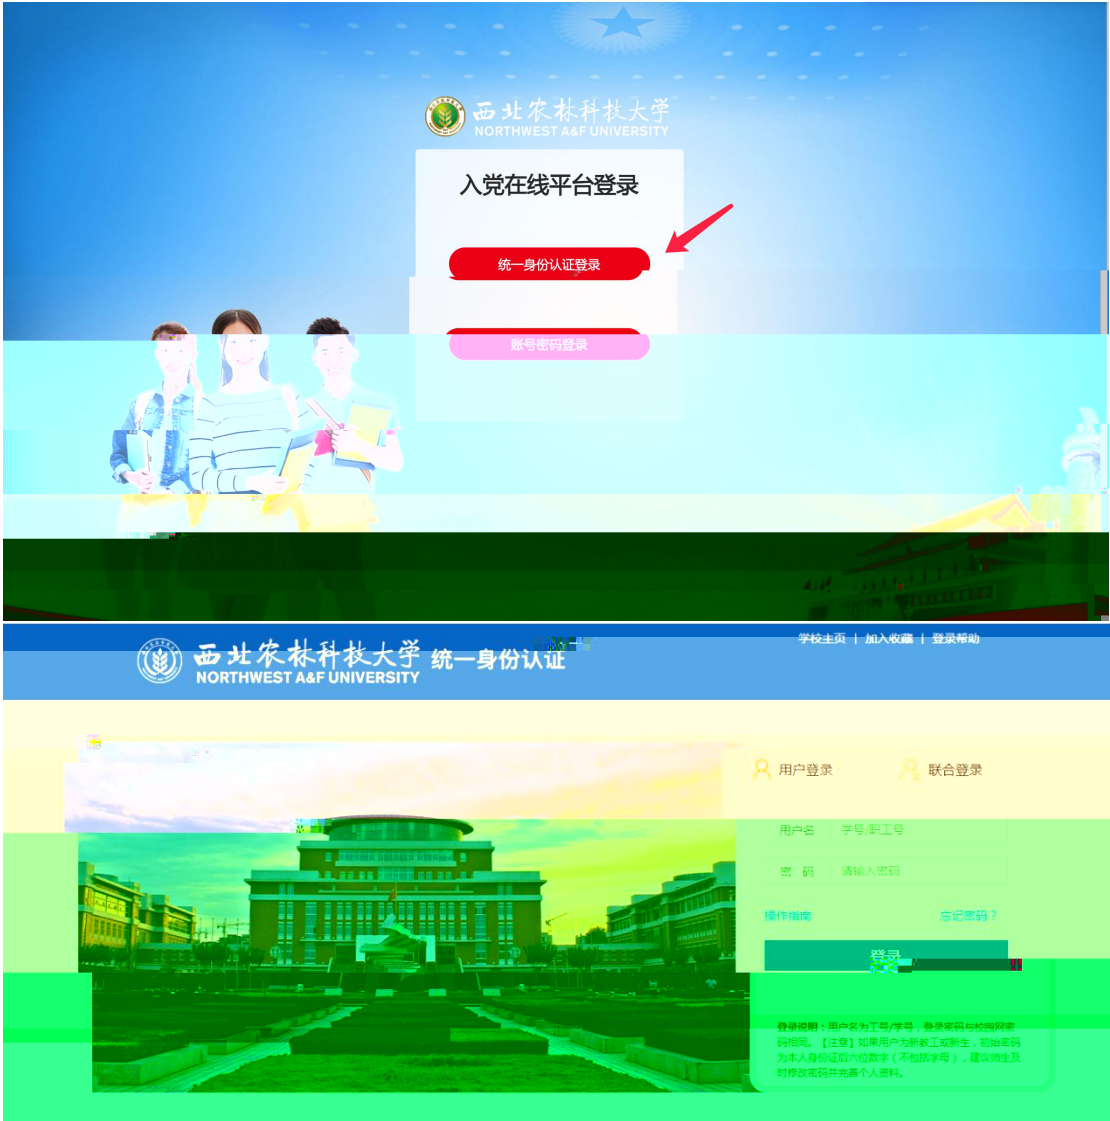 西北农林科技大学
NORTHWEST A&F UNIVERSITY
入党在线平台登录
统一身份认证登录
账号密码登录
学校主页 | 加入收藏 | 登录帮助
西北农林科技大学 统一身份认证
NORTHWEST A&F UNIVERSITY
用户登录 联合登录
用户名 学号/职工号
密 码 请输入密码
操作指南 忘记密码？
登录
登录说明：用户名为工号/学号，登录密码与校园网密
码相同。【注意】如果用户为新教工或新生，初始密码
为本人身份证后六位数字（不包括字母），建议师生及
时修改密码并完善个人资料。